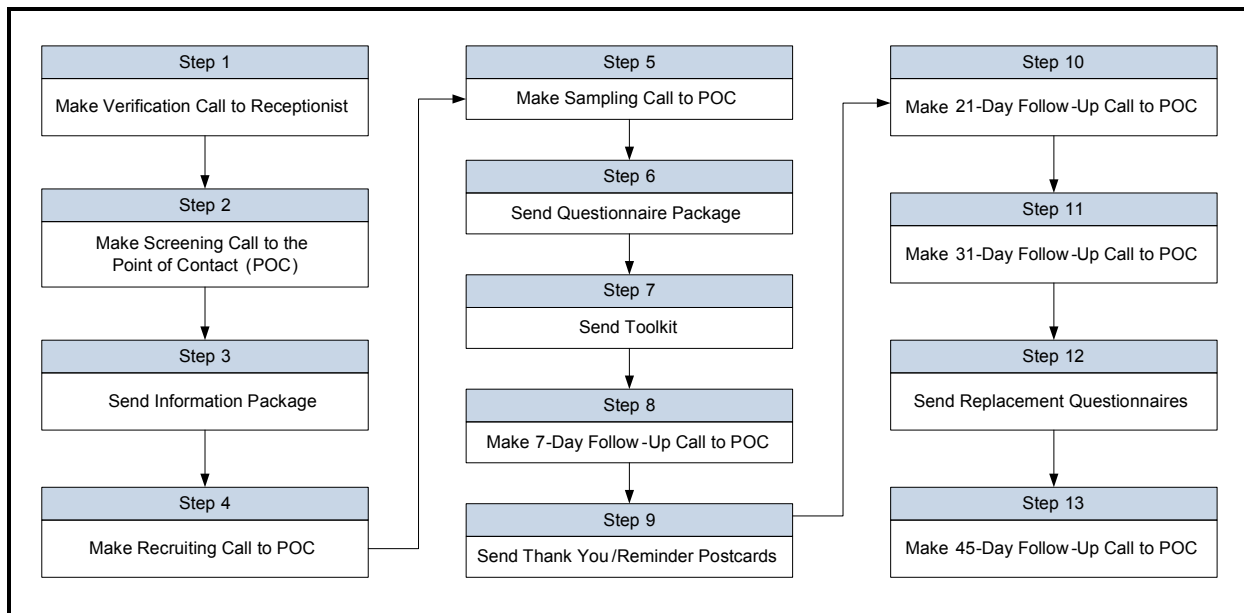 Step 1
Make Verification Call to Receptionist
Step 2
Make Screening Call to the
Point of Contact (POC)
Step 3
Send Information Package
Step 4
Make Recruiting Call to POC
Step 5
Make Sampling Call to POC
Step 6
Send Questionnaire Package
Step 7
Send Toolkit
Step 8
Make 7-Day Follow-Up Call to POC
Step 9
Send Thank You/Reminder Postcards
Step 10
Make 21-Day Follow-Up Call to POC
Step 11
Make 31-Day Follow-Up Call to POC
Step 12
Send Replacement Questionnaires
Step 13
Make 45-Day Follow-Up Call to POC